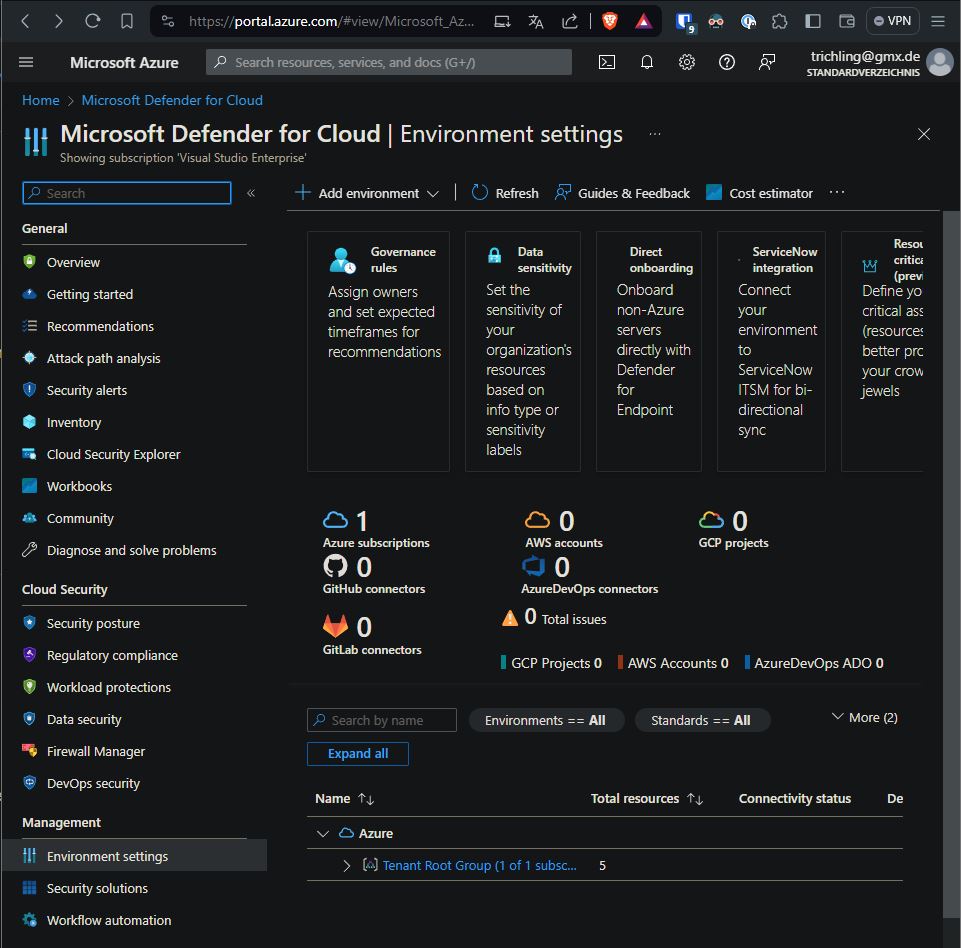 https://portal.azure.com/#view/Microsoft_Az...
9
VPN
Microsoft Azure
Search resources, services, and docs (G+/)
trichling@gmx.de
STANDARDVERZEICHNIS
Home > Microsoft Defender for Cloud
Microsoft Defender for Cloud | Environment settings ...
Showing subscription 'Visual Studio Enterprise'
Search
«
General
Overview
Getting started
Recommendations
Attack path analysis
Security alerts
Inventory
Cloud Security Explorer
Workbooks
Community
Diagnose and solve problems
Cloud Security
Security posture
Regulatory compliance
Workload protections
Data security
Firewall Manager
DevOps security
Management
Environment settings
Security solutions
Workflow automation
Add environment
Refresh
Guides & Feedback
Cost estimator
...
Governance
rules
Assign owners
and set expected
timeframes for
recommendations
Data
sensitivity
Set the
sensitivity of
your
organization's
resources
based on
info type or
sensitivity
labels
Direct
onboarding
Onboard
non-Azure
servers
directly with
Defender
for
Endpoint
ServiceNow
integration
Connect
your
environment
to
ServiceNow
ITSM for bi-
directional
sync
Resou
critica
(previ
Define yo
critical ass
(resources
better pro
your crow
jewels
1
Azure subscriptions
0
AWS accounts
0
GCP projects
0
GitHub connectors
0
AzureDevOps connectors
0
GitLab connectors
0 Total issues
GCP Projects 0
AWS Accounts 0
AzureDevOps ADO 0
Search by name
Environments == All
Standards == All
More (2)
Expand all
Name ↑↓
Total resources ↑↓
Connectivity status
De
Azure
Tenant Root Group (1 of 1 subsc...
5